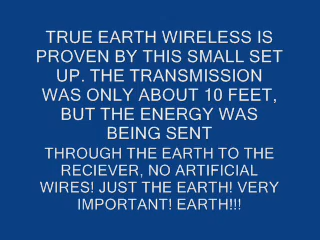 TRUE EARTH WIRELESS IS
PROVEN BY THIS SMALL SET
UP. THE TRANSMISSION
WAS ONLY ABOUT 10 FEET,
BUT THE ENERGY WAS
BEING SENT
THROUGH THE EARTH TO THE
RECIEVER, NO ARTIFICIAL
WIRES! JUST THE EARTH! VERY
IMPORTANT! EARTH!!!